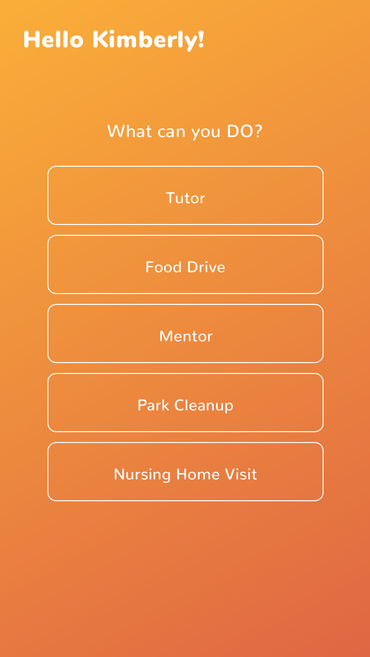 Hello Kimberly!
What can you DO?
Tutor
Food Drive
Mentor
Park Cleanup
Nursing Home Visit